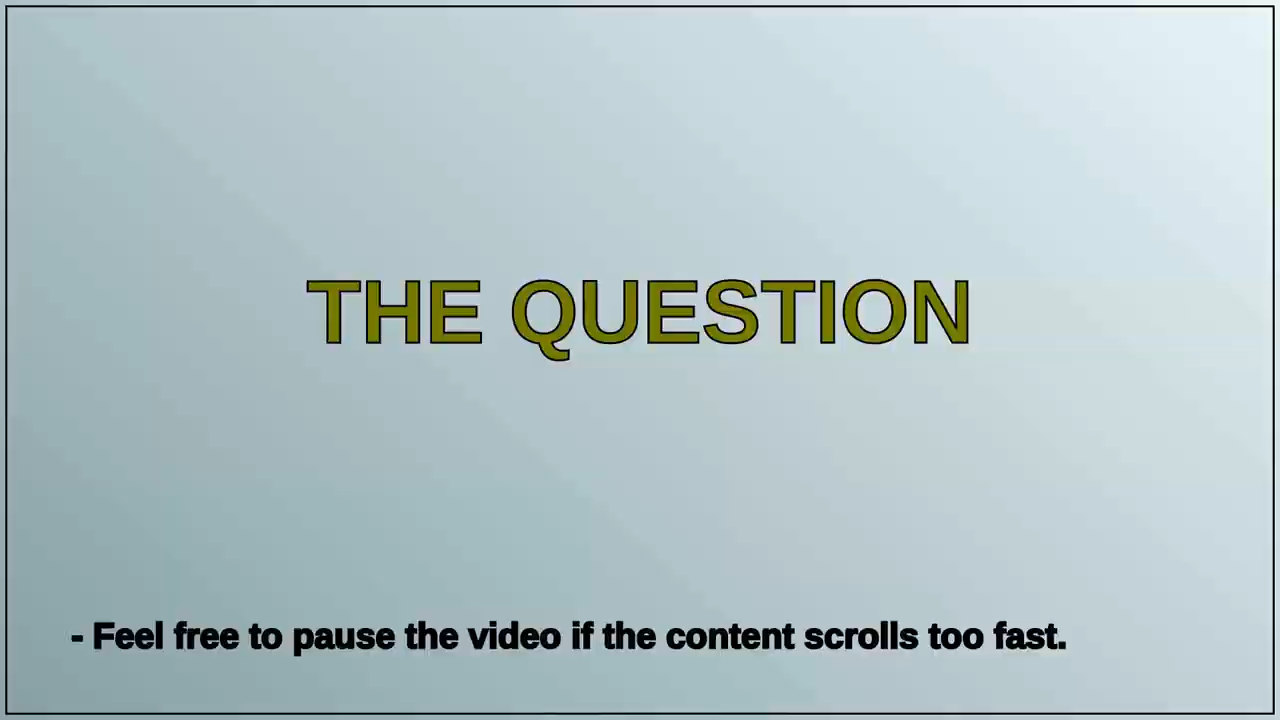 THE QUESTION
- Feel free to pause the video if the content scrolls too fast.